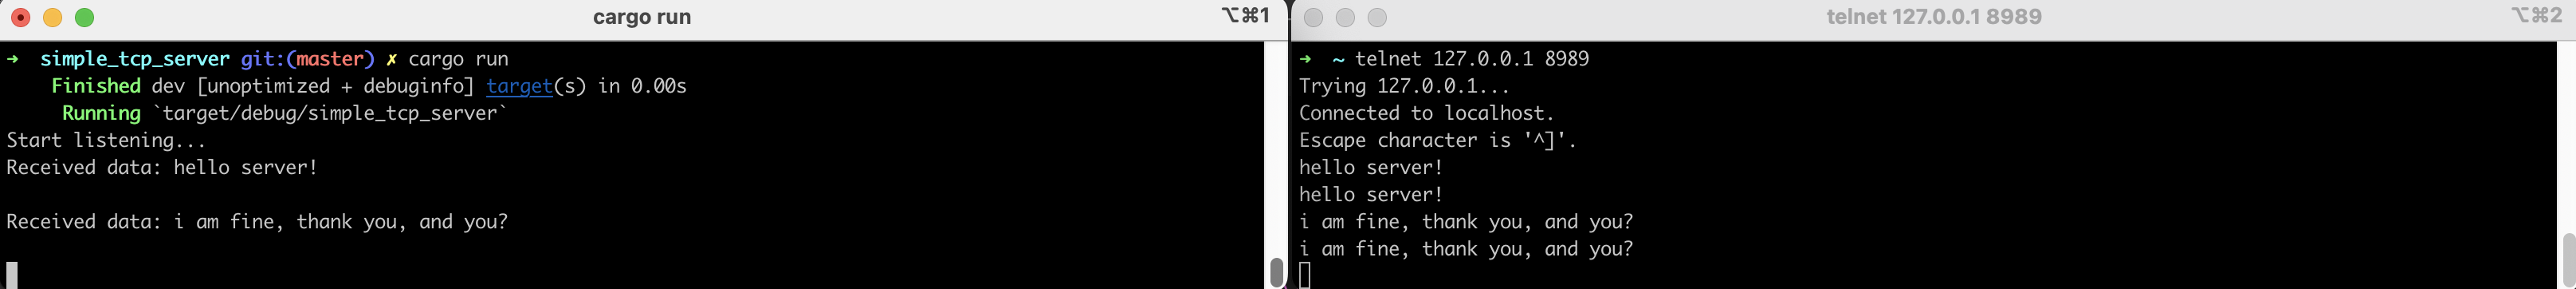 cargo run
⌥⌘1
➜ simple_tcp_server git:(master) ✗ cargo run
Finished dev [unoptimized + debuginfo] target(s) in 0.00s
Running `target/debug/simple_tcp_server`
Start listening...
Received data: hello server!
Received data: i am fine, thank you, and you?
telnet 127.0.0.1 8989
⌥⌘2
➜ ~ telnet 127.0.0.1 8989
Trying 127.0.0.1...
Connected to localhost.
Escape character is '^]'.
hello server!
hello server!
i am fine, thank you, and you?
i am fine, thank you, and you?